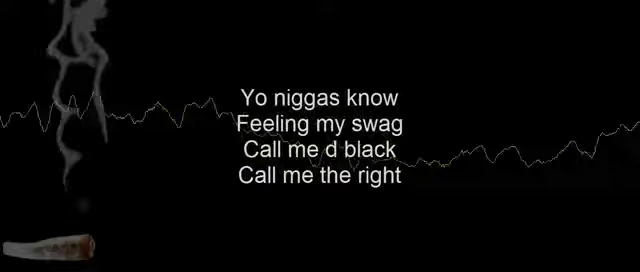 Yo niggas know
Feeling my swag
Call me d black
Call me the right